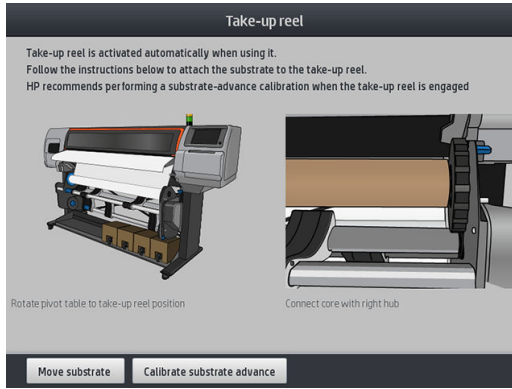 Take-up reel
Take-up reel is activated automatically when using it.
Follow the instructions below to attach the substrate to the take-up reel.
HP recommends performing a substrate-advance calibration when the take-up reel is engaged
Rotate pivot table to take-up reel position
Connect core with right hub
Move substrate
Calibrate substrate advance